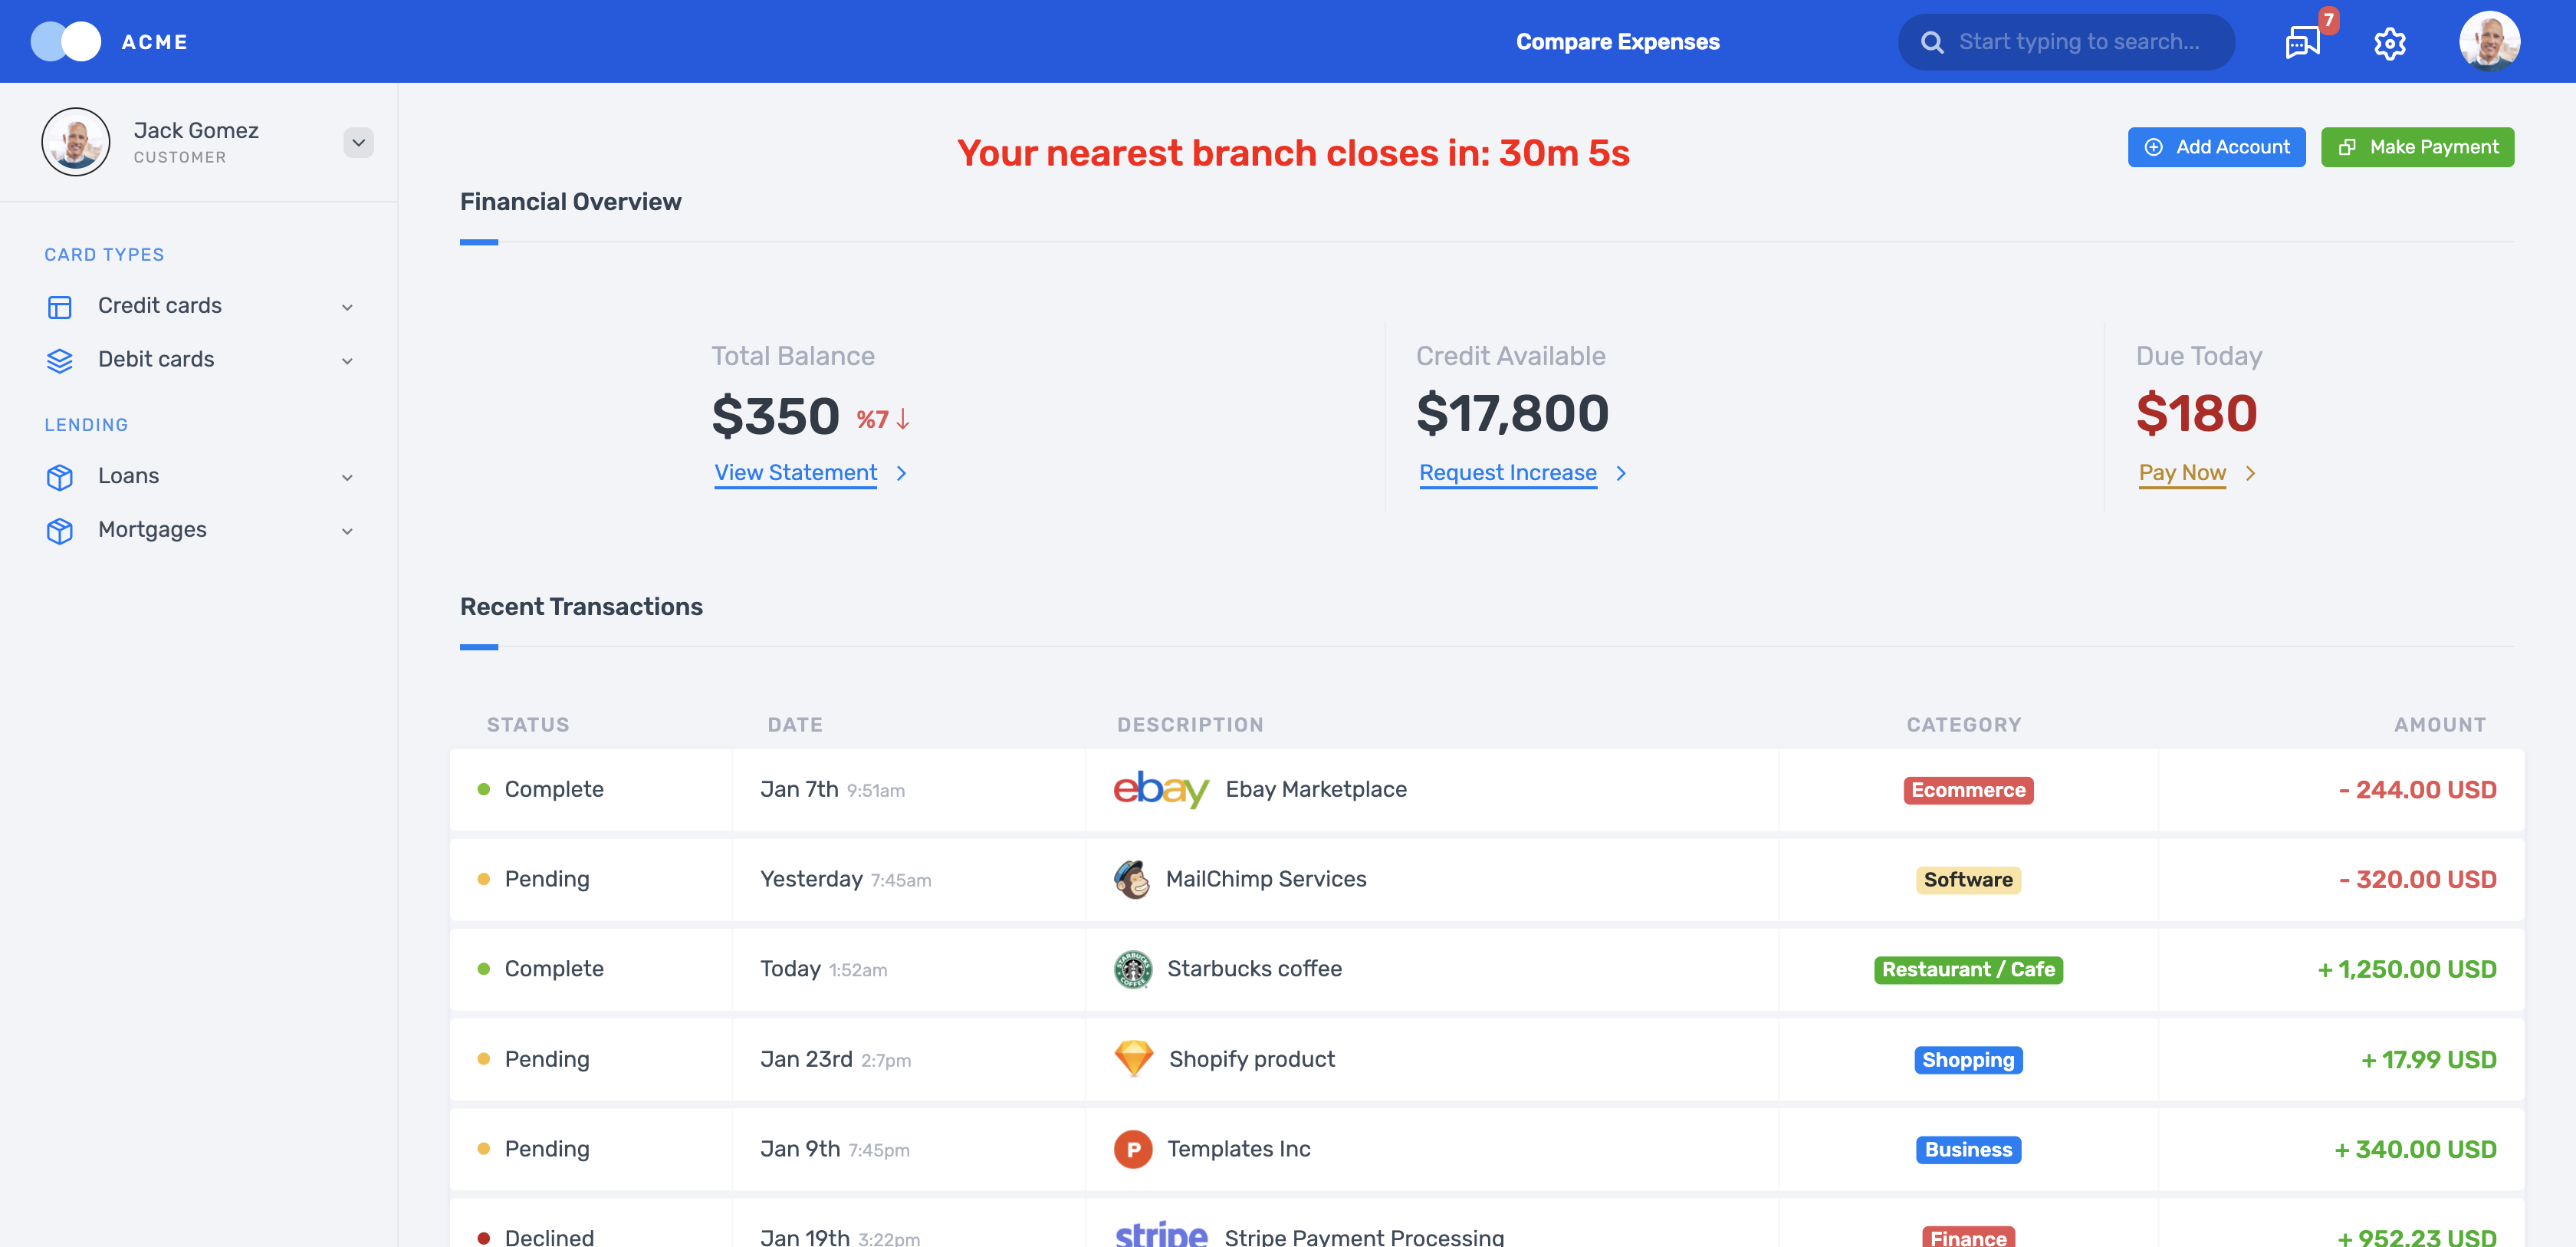 ACME
Compare Expenses
Start typing to search...
7
Jack Gomez
CUSTOMER
Your nearest branch closes in: 30m 5s
Add Account
Make Payment
Financial Overview
CARD TYPES
Credit cards
Debit cards
LENDING
Loans
Mortgages
Total Balance
$350 %7
View Statement
Credit Available
$17,800
Request Increase
Due Today
$180
Pay Now
Recent Transactions
STATUS DATE DESCRIPTION CATEGORY AMOUNT
Complete Jan 7th 9:51am ebay Ebay Marketplace Ecommerce - 244.00 USD
Pending Yesterday 7:45am MailChimp Services Software - 320.00 USD
Complete Today 1:52am STARBUCKS COFFEE Starbucks coffee Restaurant / Cafe + 1,250.00 USD
Pending Jan 23rd 2:7pm Shopify product Shopping + 17.99 USD
Pending Jan 9th 7:45pm P Templates Inc Business + 340.00 USD
Declined Jan 19th 3:22pm stripe Stripe Payment Processing Finance + 952.23 USD